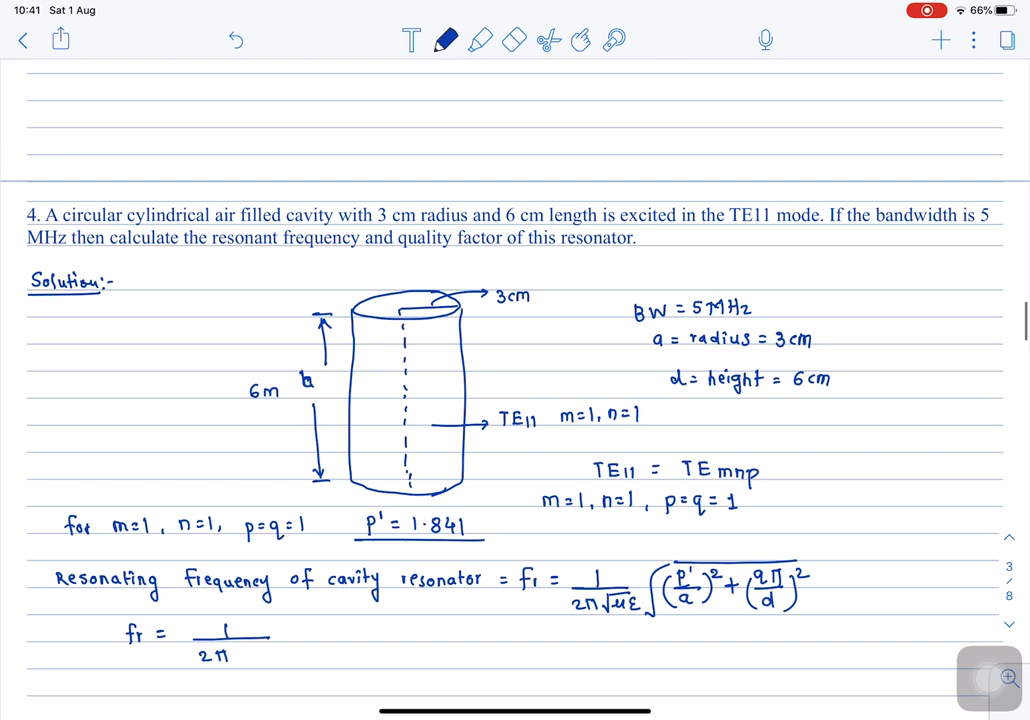 10:41 Sat 1 Aug
66%
4. A circular cylindrical air filled cavity with 3 cm radius and 6 cm length is excited in the TE11 mode. If the bandwidth is 5
MHz then calculate the resonant frequency and quality factor of this resonator.
Solution:-
3cm
BW = 5MHz
a = radius = 3cm
d = height = 6cm
6m
TE11 m=1, n=1
TE11 = TE mnp
m=1, n=1, p=q=1
for m=1, n=1, p=q=1 P' = 1.841
Resonating frequency of cavity resonator = fr = 1/(2π√με) √((P'/a)² + (qπ/d)²)
fr = 1/2π
3
/
8